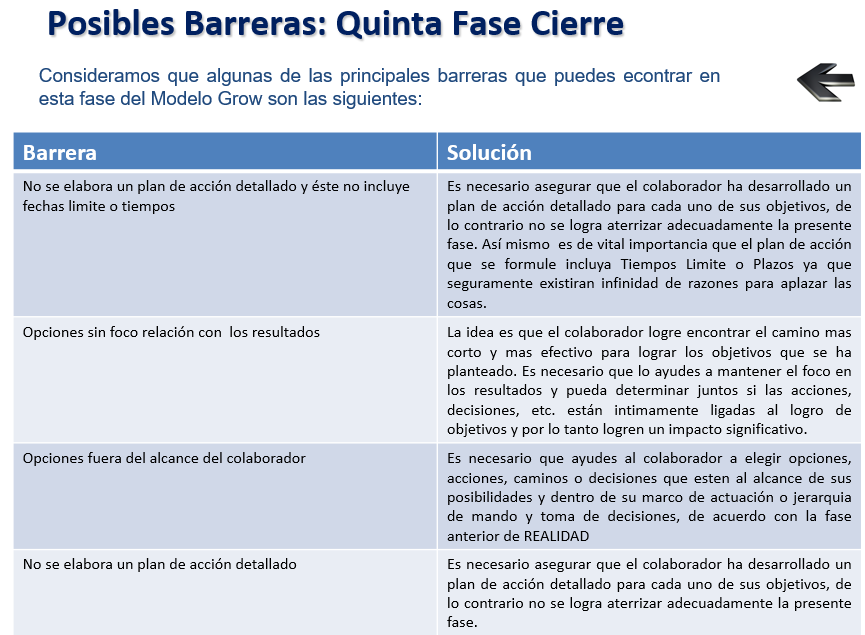 Posibles Barreras: Quinta Fase Cierre
Consideramos que algunas de las principales barreras que puedes econtrar en
esta fase del Modelo Grow son las siguientes:
Barrera
Solución
No se elabora un plan de acción detallado y éste no incluye
fechas limite o tiempos
Es necesario asegurar que el colaborador ha desarrollado un
plan de acción detallado para cada uno de sus objetivos, de
lo contrario no se logra aterrizar adecuadamente la presente
fase. Así mismo es de vital importancia que el plan de acción
que se formule incluya Tiempos Limite o Plazos ya que
seguramente existiran infinidad de razones para aplazar las
cosas.
Opciones sin foco relación con los resultados
La idea es que el colaborador logre encontrar el camino mas
corto y mas efectivo para lograr los objetivos que se ha
planteado. Es necesario que lo ayudes a mantener el foco en
los resultados y pueda determinar juntos si las acciones,
decisiones, etc. están intimamente ligadas al logro de
objetivos y por lo tanto logren un impacto significativo.
Opciones fuera del alcance del colaborador
Es necesario que ayudes al colaborador a elegir opciones,
acciones, caminos o decisiones que esten al alcance de sus
posibilidades y dentro de su marco de actuación o jerarquia
de mando y toma de decisiones, de acuerdo con la fase
anterior de REALIDAD
No se elabora un plan de acción detallado
Es necesario asegurar que el colaborador ha desarrollado un
plan de acción detallado para cada uno de sus objetivos, de
lo contrario no se logra aterrizar adecuadamente la presente
fase.